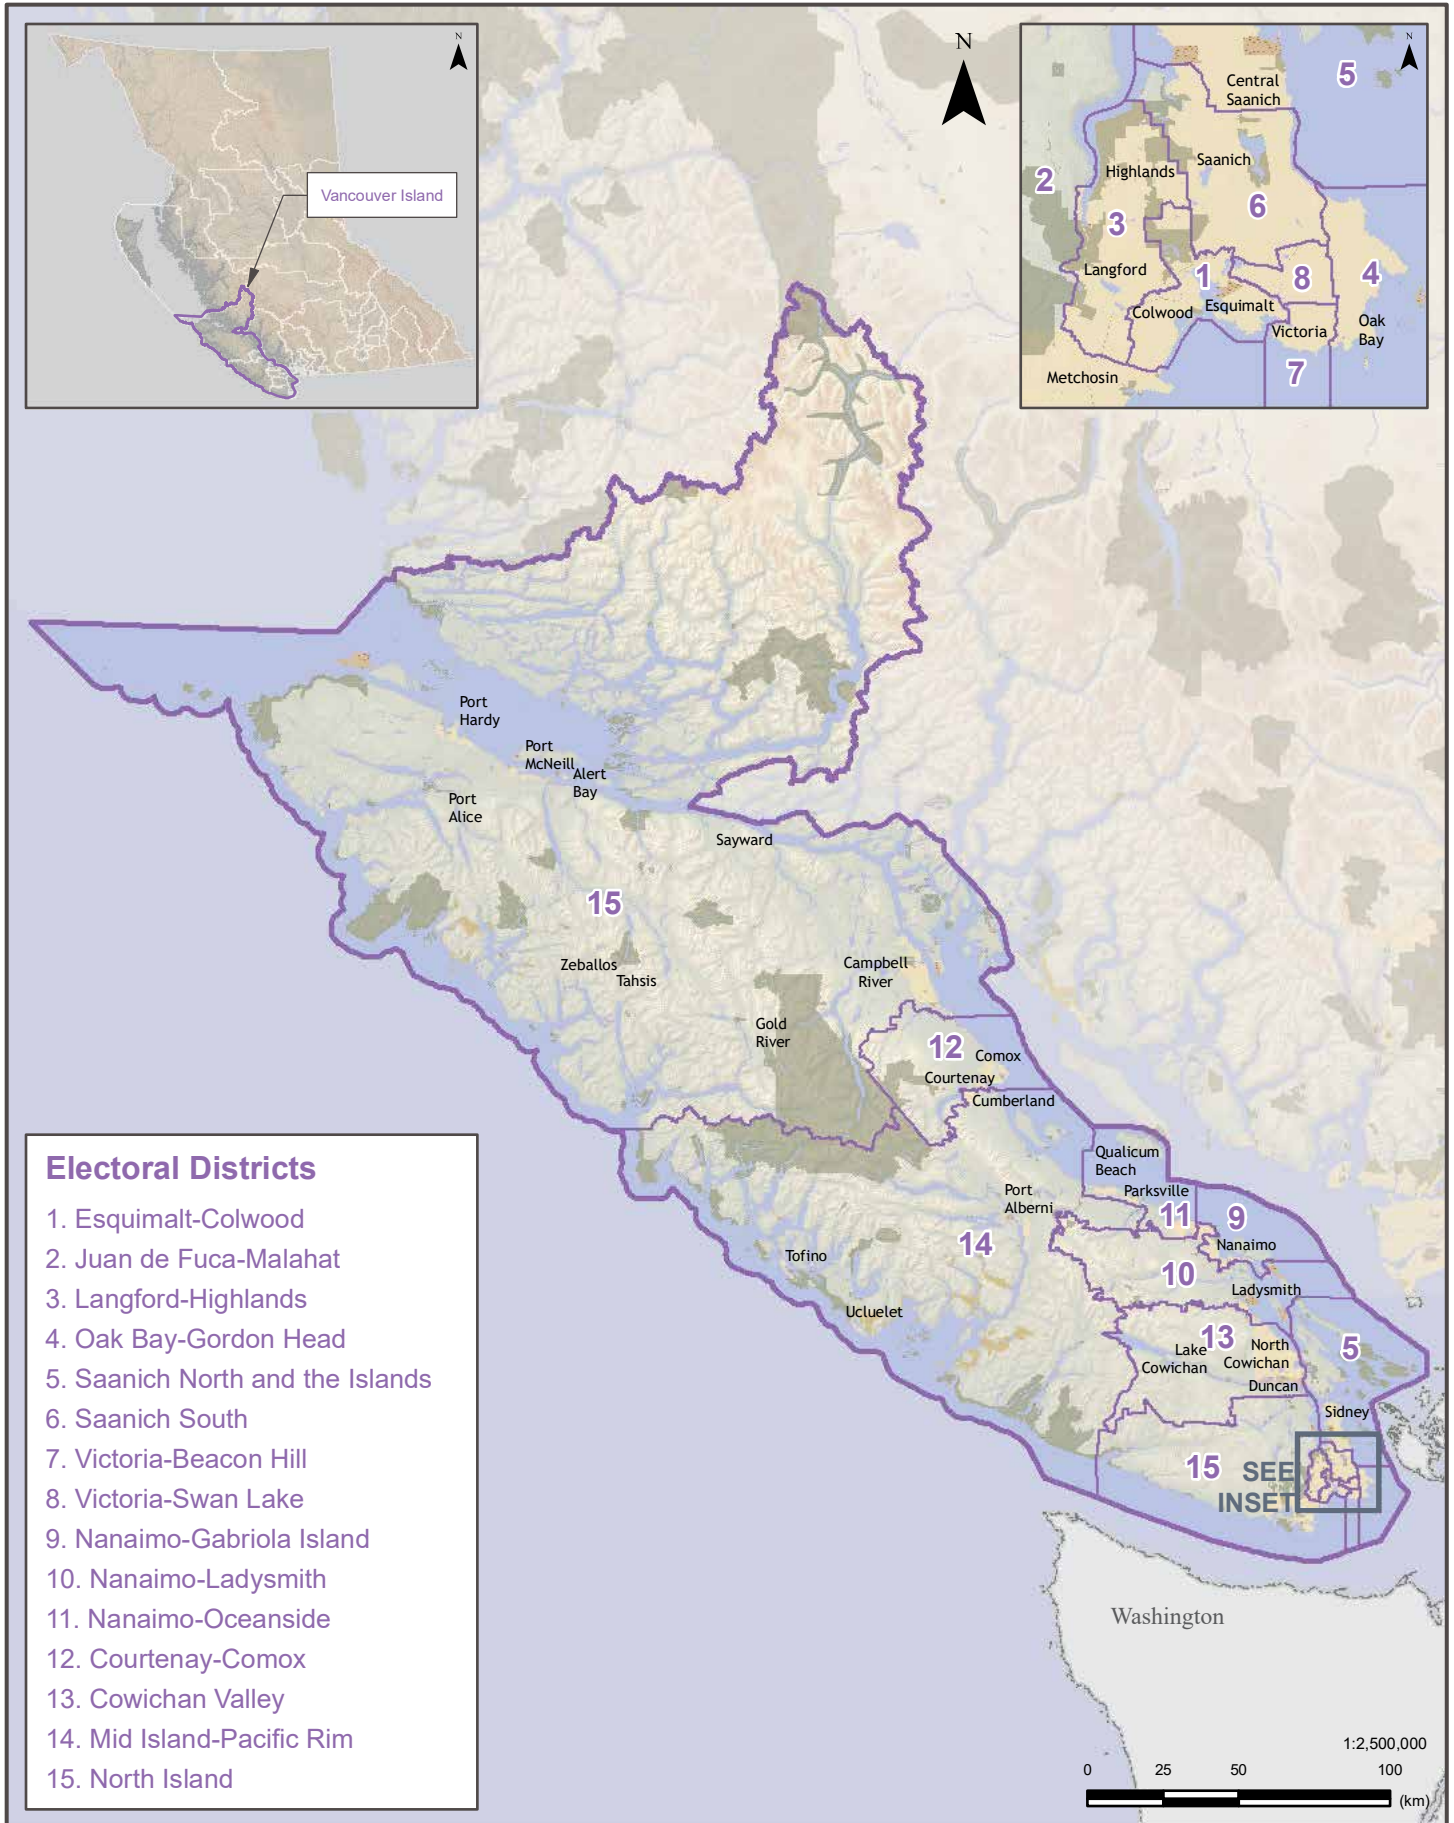 N
Vancouver Island
N
N
5
Central
Saanich
Saanich
2
Highlands
6
3
Langford
1
8
4
Esquimalt
Colwood
Victoria
Oak
Bay
7
Metchosin
Port
Hardy
Port
McNeill
Alert
Bay
Port
Alice
Sayward
15
Zeballos
Tahsis
Campbell
River
Gold
River
12
Comox
Courtenay
Cumberland
Qualicum
Beach
Parksville
Port
Alberni
11
9
Nanaimo
14
Tofino
10
Ladysmith
Ucluelet
13
Lake
Cowichan
North
Cowichan
5
Duncan
Sidney
15
SEE
INSET
Washington
Electoral Districts
1. Esquimalt-Colwood
2. Juan de Fuca-Malahat
3. Langford-Highlands
4. Oak Bay-Gordon Head
5. Saanich North and the Islands
6. Saanich South
7. Victoria-Beacon Hill
8. Victoria-Swan Lake
9. Nanaimo-Gabriola Island
10. Nanaimo-Ladysmith
11. Nanaimo-Oceanside
12. Courtenay-Comox
13. Cowichan Valley
14. Mid Island-Pacific Rim
15. North Island
1:2,500,000
0 25 50 100
(km)